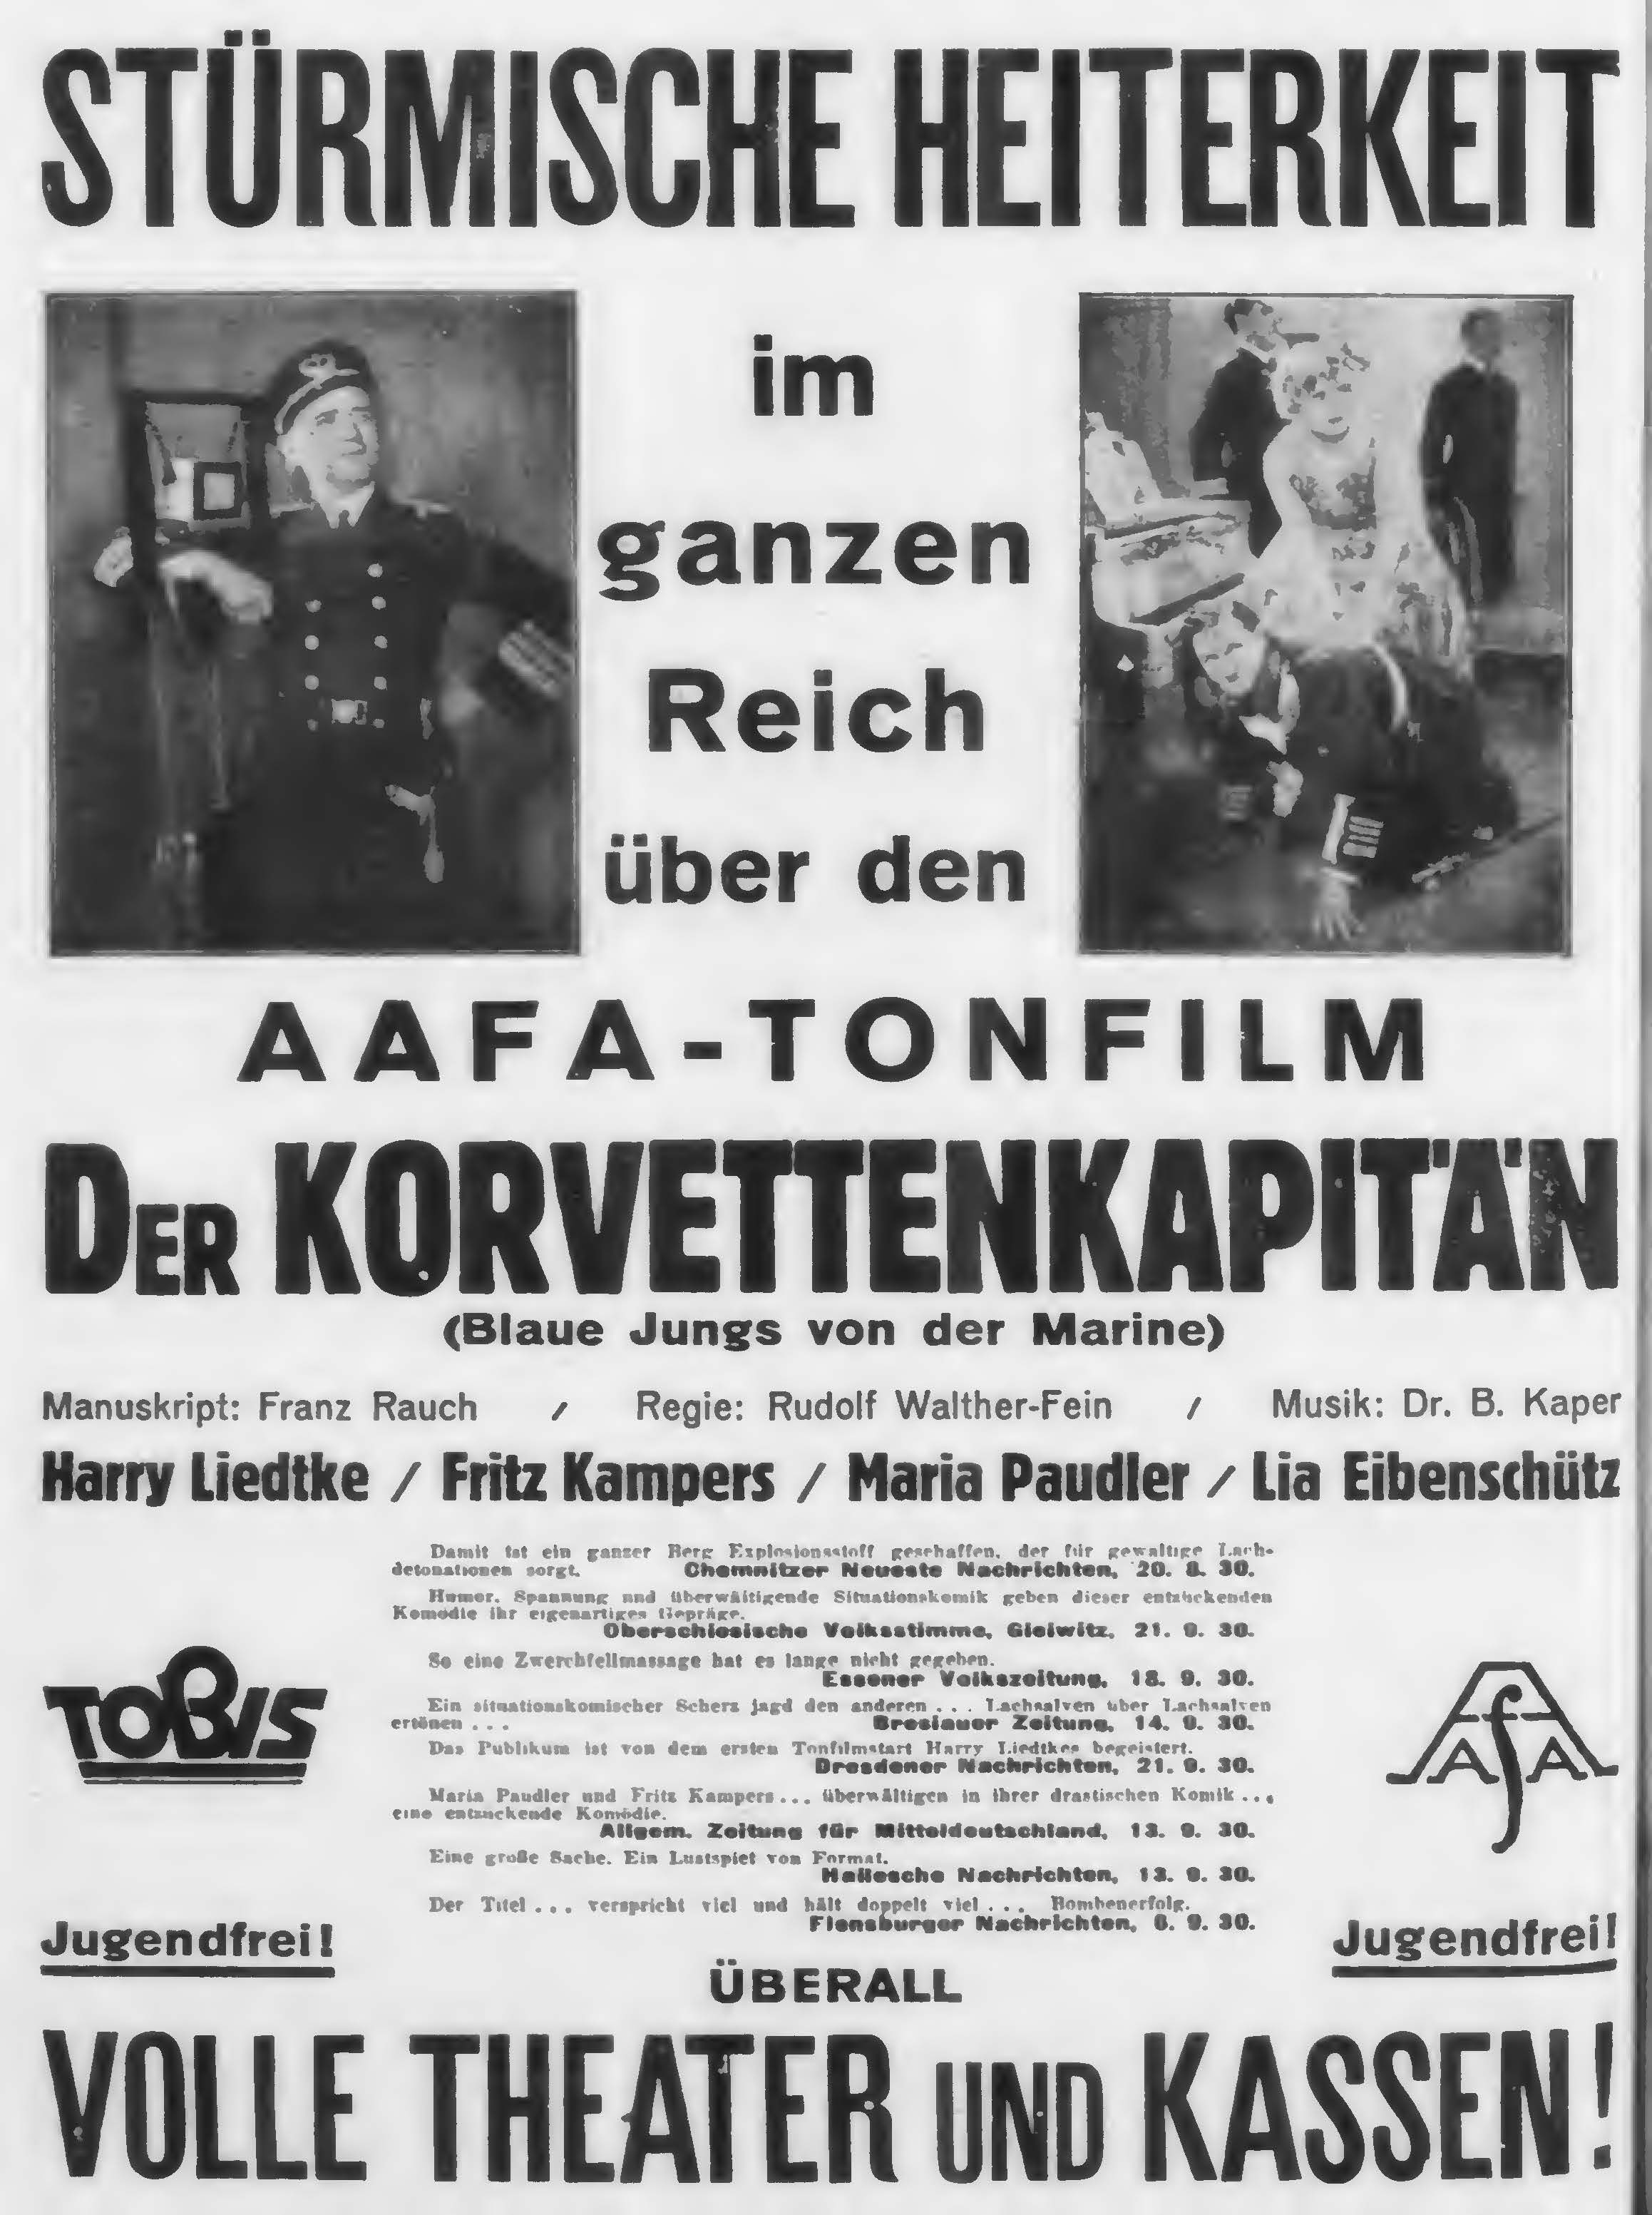 STÜRMISCHE HEITERKEIT
im
ganzen
Reich
über den
AAFA-TONFILM
DER KORVETTENKAPITÄN
(Blaue Jungs von der Marine)
Manuskript: Franz Rauch / Regie: Rudolf Walther-Fein / Musik: Dr. B. Kaper
Harry Liedtke / Fritz Kampers / Maria Paudler / Lia Eibenschütz
Damit ist ein ganzer Berg Explosionsstoff geschaffen, der für gewaltige Lach-
detonationen sorgt. Chemnitzer Neueste Nachrichten, 20. 8. 30.
Humor, Spannung und überwältigende Situationskomik geben dieser entzückenden
Komödie ihr eigenartiges Gepräge.
Oberschlesische Volksstimme, Gleiwitz, 21. 9. 30.
So eine Zwerchfellmassage hat es lange nicht gegeben.
Essener Volkszeitung, 18. 9. 30.
Ein situationskomischer Scherz jagd den anderen . . . Lachsalven über Lachsalven
ertönen . . . Breslauer Zeitung, 14. 9. 30.
Das Publikum ist von dem ersten Tonfilmstart Harry Liedtkes begeistert.
Dresdener Nachrichten, 21. 9. 30.
Maria Paudler und Fritz Kampers . . . überwältigen in ihrer drastischen Komik . . .
eine entzückende Komödie.
Allgem. Zeitung für Mitteldeutschland, 13. 9. 30.
Eine große Sache. Ein Lustspiel von Format.
Hallesche Nachrichten, 13. 9. 30.
Der Titel . . . verspricht viel und hält doppelt viel . . . Bombenerfolg.
Flensburger Nachrichten, 6. 9. 30.
TOBIS
AAfA
Jugendfrei!
Jugendfrei!
ÜBERALL
VOLLE THEATER UND KASSEN!